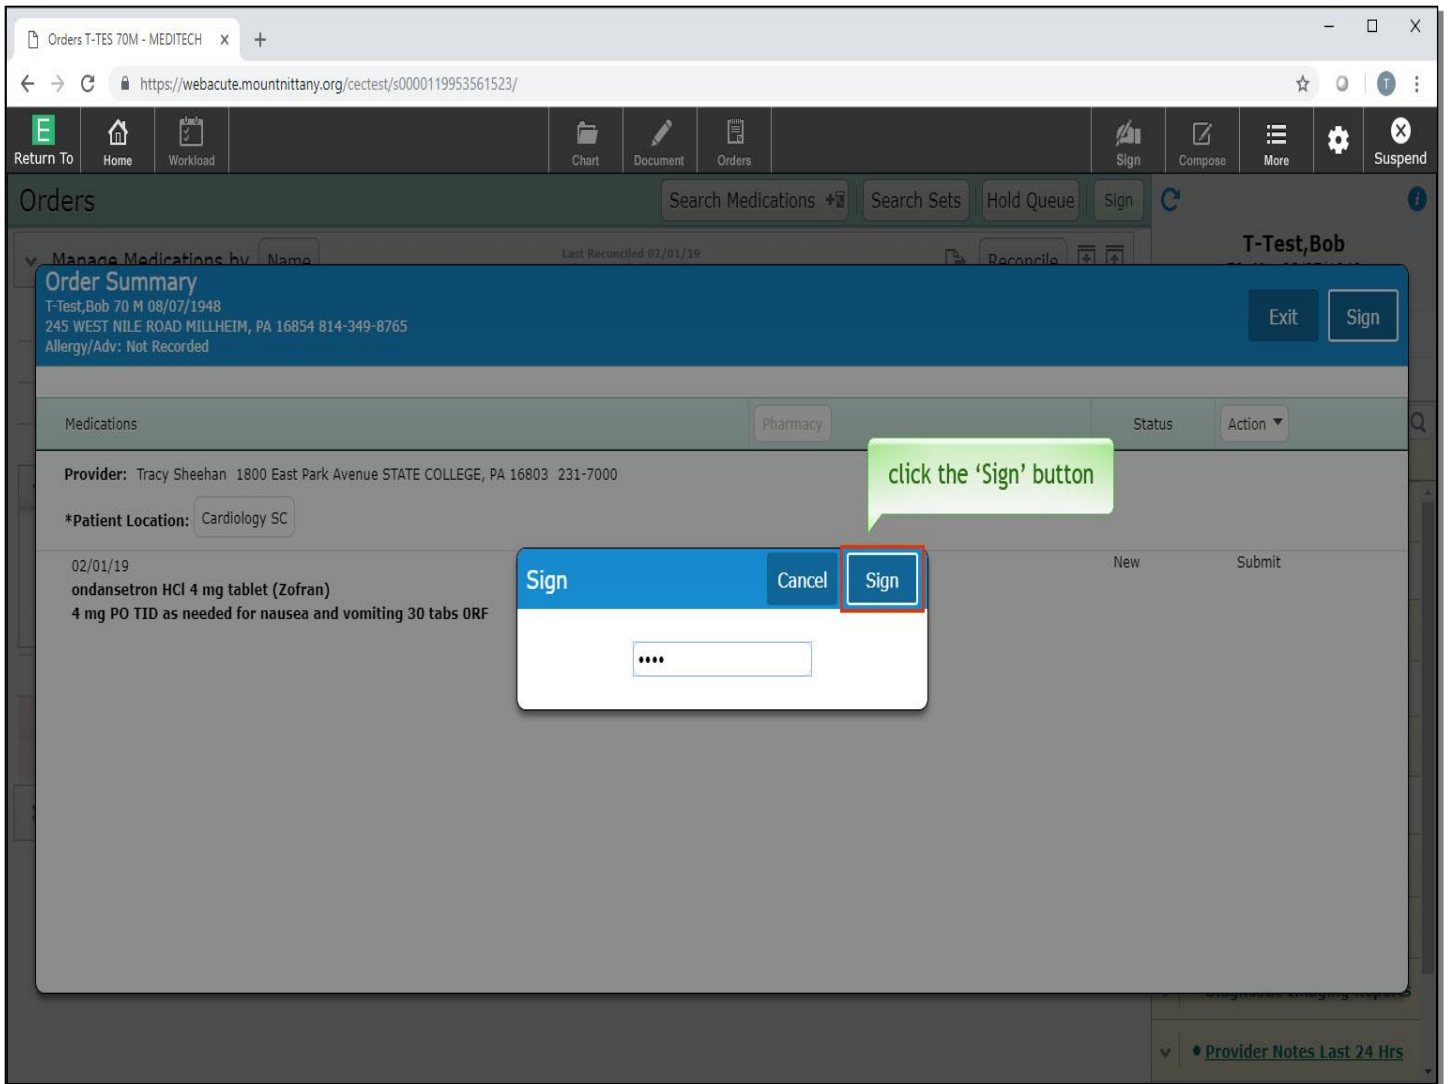 Orders T-TES 70M - MEDITECH
https://webacute.mountnittany.org/cectest/s0000119953561523/
E
Return To
Home
Workload
Chart
Document
Orders
Sign
Compose
More
Suspend
Orders
Search Medications
Search Sets
Hold Queue
Sign
Manage Medications by Name
Last Reconciled 02/01/19
Reconcile
T-Test,Bob
Order Summary
T-Test,Bob 70 M 08/07/1948
245 WEST NILE ROAD MILLHEIM, PA 16854 814-349-8765
Allergy/Adv: Not Recorded
Exit
Sign
Medications
Pharmacy
Status
Action
Provider: Tracy Sheehan 1800 East Park Avenue STATE COLLEGE, PA 16803 231-7000
click the ‘Sign’ button
*Patient Location: Cardiology SC
02/01/19
ondansetron HCl 4 mg tablet (Zofran)
4 mg PO TID as needed for nausea and vomiting 30 tabs 0RF
New
Submit
Sign
Cancel
Sign
••••
Provider Notes Last 24 Hrs